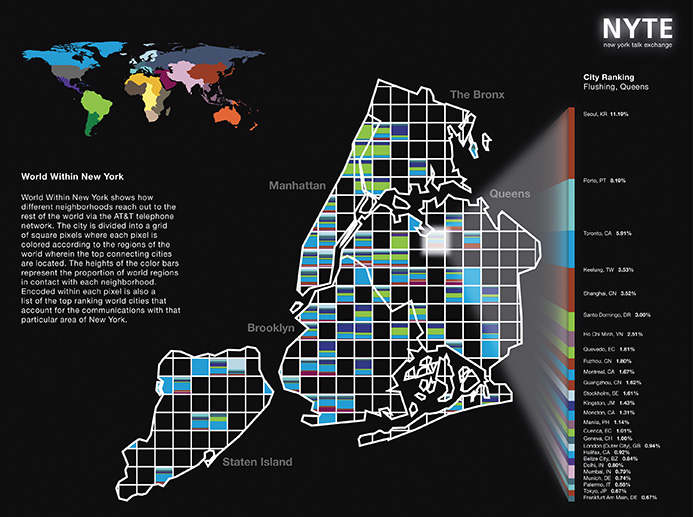 NYTE
new york talk exchange
City Ranking
Flushing, Queens
The Bronx
Manhattan
Queens
Brooklyn
Staten Island
World Within New York
World Within New York shows how
different neighborhoods reach out to the
rest of the world via the AT&T telephone
network. The city is divided into a grid
of square pixels where each pixel is
colored according to the regions of the
world wherein the top connecting cities
are located. The heights of the color bars
represent the proportion of world regions
in contact with each neighborhood.
Encoded within each pixel is also a
list of the top ranking world cities that
account for the communications with that
particular area of New York.
Seoul, KR 11.19%
Porto, PT 8.19%
Toronto, CA 5.91%
Keelung, TW 3.53%
Shanghai, CN 3.52%
Santo Domingo, DR 3.00%
Ho Chi Minh, VN 2.51%
Quevedo, EC 1.81%
Fuzhou, CN 1.80%
Montreal, CA 1.67%
Guangzhou, CN 1.62%
Stockholm, SE 1.61%
Kingston, JM 1.43%
Moncton, CA 1.31%
Manila, PH 1.14%
Cuenca, EC 1.01%
Geneva, CH 1.00%
London (Outer City), GB 0.94%
Halifax, CA 0.92%
Belize City, BZ 0.84%
Delhi, IN 0.80%
Mumbai, IN 0.79%
Munich, DE 0.74%
Palermo, IT 0.68%
Tokyo, JP 0.67%
Frankfurt Am Main, DE 0.67%